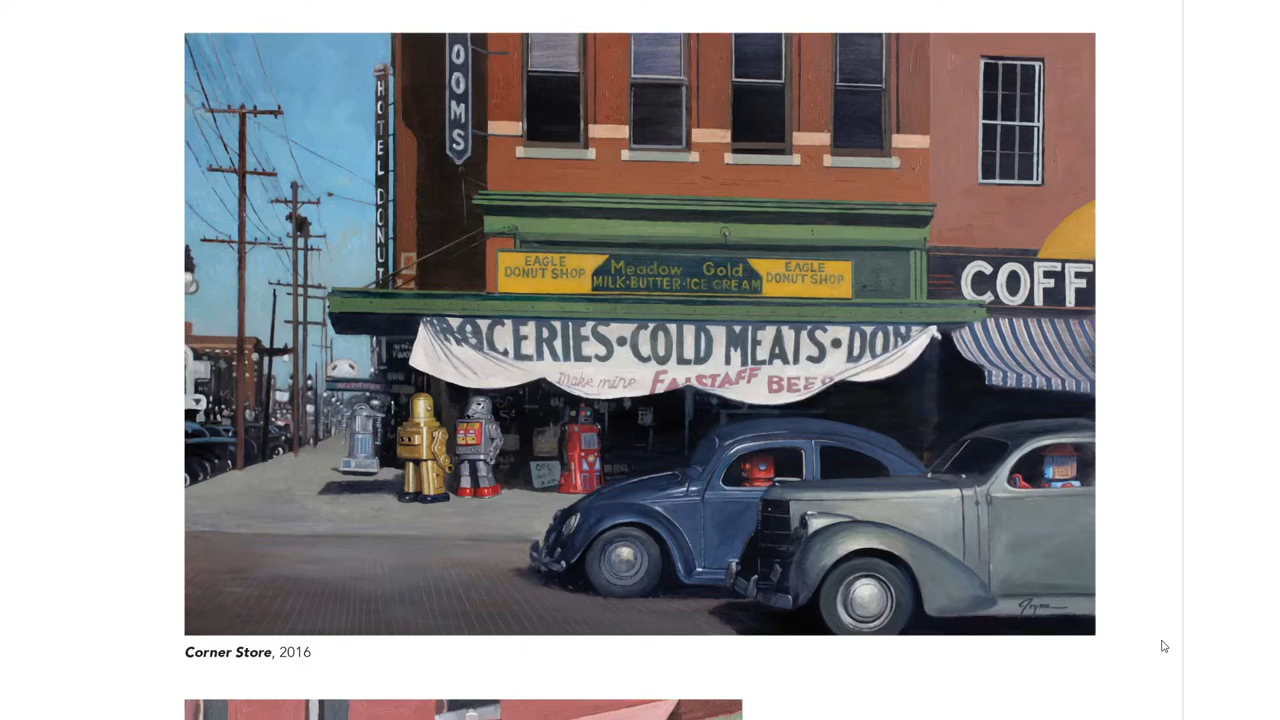 OOMS
HOTEL DONUT
EAGLE
DONUT SHOP
Meadow Gold
MILK·BUTTER·ICE CREAM
EAGLE
DONUT SHOP
COFF
ROCERIES·COLD MEATS·DON
Make mine FALSTAFF BEER
Corner Store, 2016